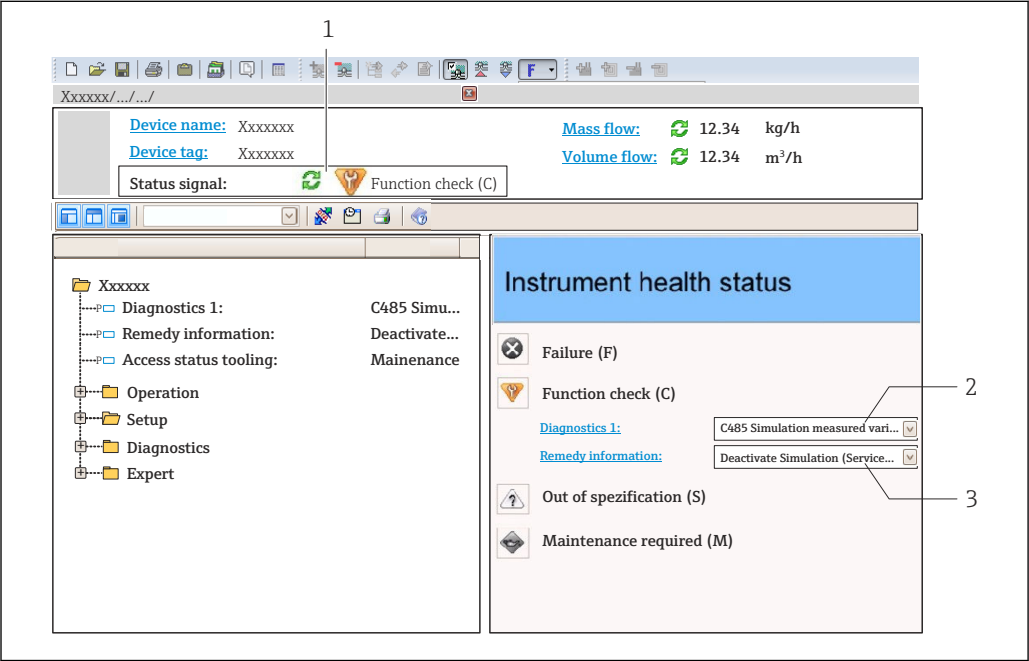 1
F
Xxxxxx/.../.../
Device name: Xxxxxxx
Mass flow: 12.34 kg/h
Device tag: Xxxxxxx
Volume flow: 12.34 m³/h
Status signal: Function check (C)
Instrument health status
Xxxxxx
P Diagnostics 1: C485 Simu...
P Remedy information: Deactivate...
P Access status tooling: Mainenance
Operation
Setup
Diagnostics
Expert
Failure (F)
Function check (C)
2
Diagnostics 1: C485 Simulation measured vari...
Remedy information: Deactivate Simulation (Service...
Out of spezification (S)
3
Maintenance required (M)